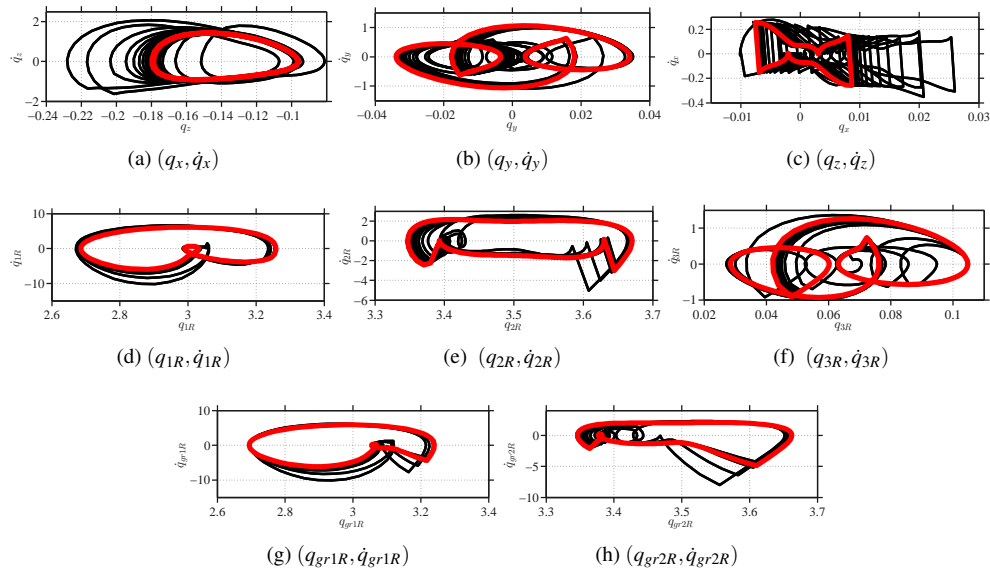 2 0 −2
q̇z
−0.24 −0.22 −0.2 −0.18 −0.16 −0.14 −0.12 −0.1
qz
1 0 −1
q̇y
−0.04 −0.02 0 0.02 0.04
qy
0.2 0 −0.2 −0.4
q̇x
−0.01 0 0.01 0.02 0.03
qx
(a) (qx, q̇x)
(b) (qy, q̇y)
(c) (qz, q̇z)
10 0 −10
q̇1R
2.6 2.8 3 3.2 3.4
q1R
2 0 −2 −4 −6
q̇2R
3.3 3.4 3.5 3.6 3.7
q2R
1 0 −1
q̇3R
0.02 0.04 0.06 0.08 0.1
q3R
(d) (q1R, q̇1R)
(e) (q2R, q̇2R)
(f) (q3R, q̇3R)
10 0 −10
q̇gr1R
2.6 2.8 3 3.2 3.4
qgr1R
0 −5 −10
q̇gr2R
3.3 3.4 3.5 3.6 3.7
qgr2R
(g) (qgr1R, q̇gr1R)
(h) (qgr2R, q̇gr2R)